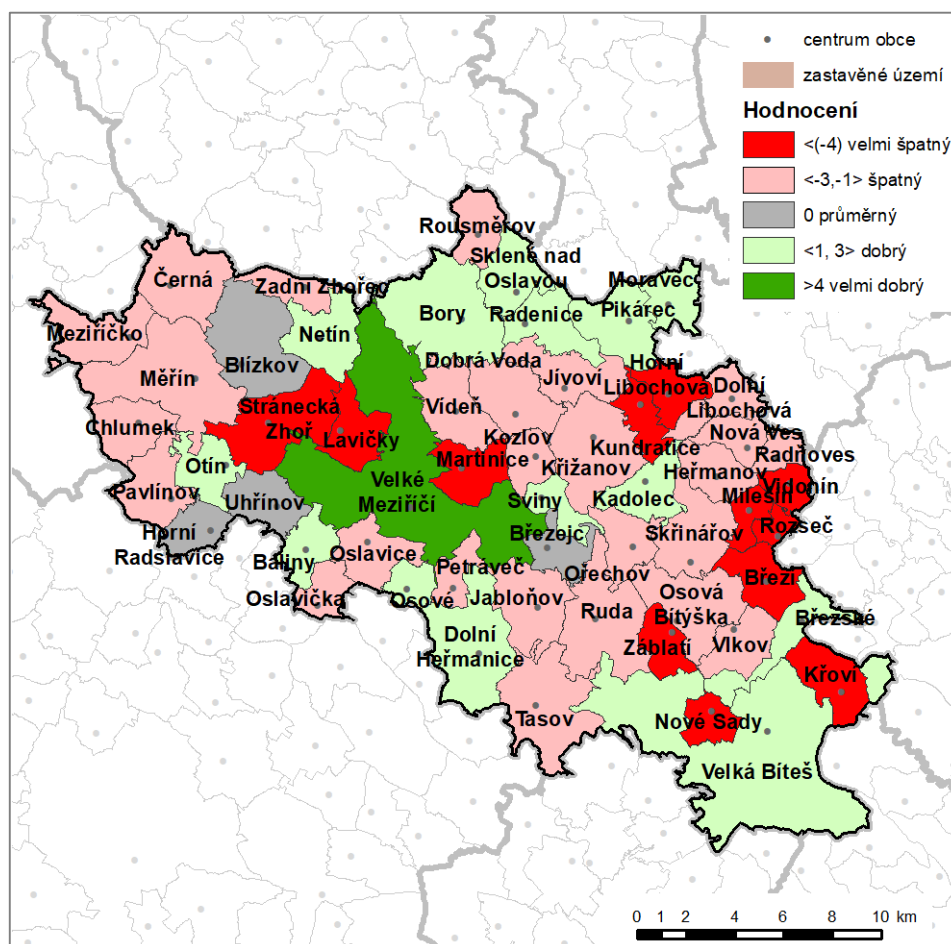 centrum obce
zastavěné území
Hodnocení
<(-4) velmi špatný
<-3,-1> špatný
0 průměrný
<1, 3> dobrý
>4 velmi dobrý
Rousměrov
Sklené nad
Oslavou
Moravec
Černá
Zadní Zhořec
Bory
Radenice
Pikárec
Meziříčko
Netín
Blízkov
Dobrá Voda
Horní
Libochová
Měřín
Jívoví
Dolní
Libochová
Vídeň
Stránecká
Zhoř
Chlumek
Lavičky
Kozlov
Kundratice
Nová Ves
Radňoves
Martinice
Křižanov
Heřmanov
Otín
Velké
Meziříčí
Vidonín
Pavlínov
Uhřínov
Sviny
Kadolec
Milešín
Horní
Radslavice
Březejc
Skřinářov
Rozseč
Oslavice
Baliny
Petráveč
Ořechov
Březí
Oslavička
Osové
Jabloňov
Osová
Bítýška
Ruda
Březské
Dolní
Heřmanice
Záblatí
Vlkov
Křoví
Tasov
Nové Sady
Velká Bíteš
0 1 2 4 6 8 10 km